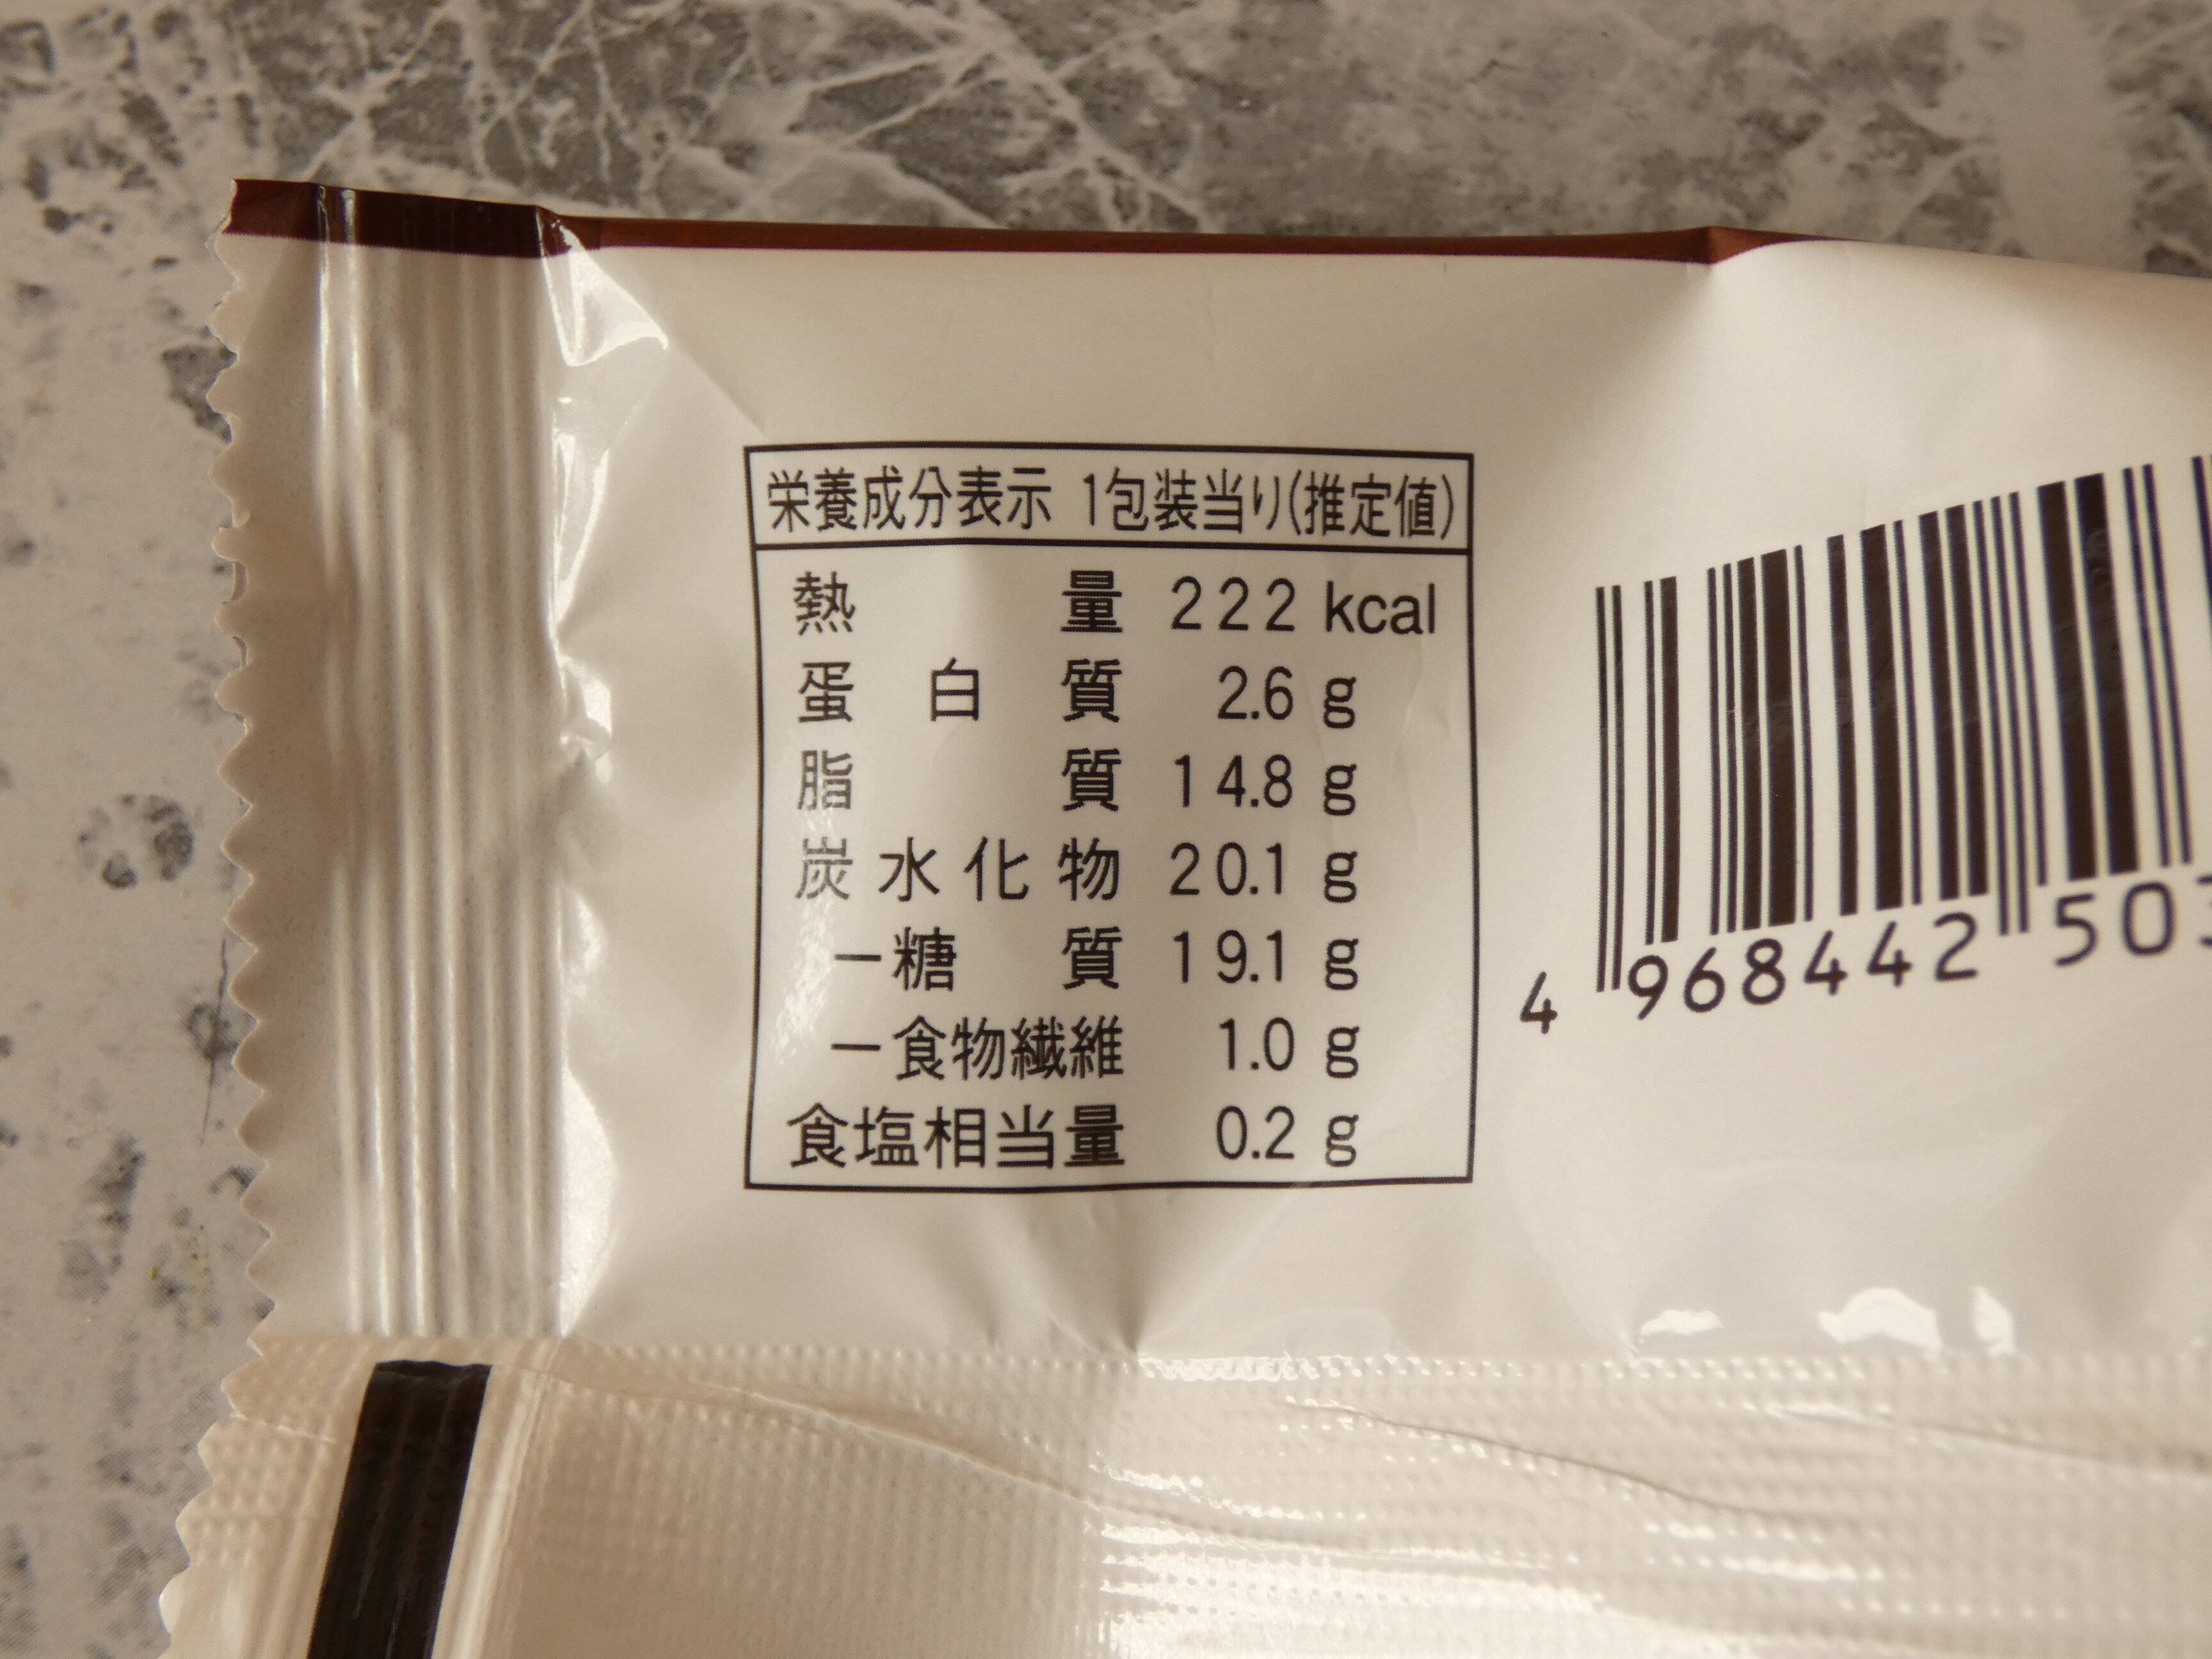 栄養成分表示 1包装当り(推定値)
熱量 222 kcal
蛋白質 2.6 g
脂質 14.8 g
炭水化物 20.1 g
－糖質 19.1 g
－食物繊維 1.0 g
食塩相当量 0.2 g
4 968442 50